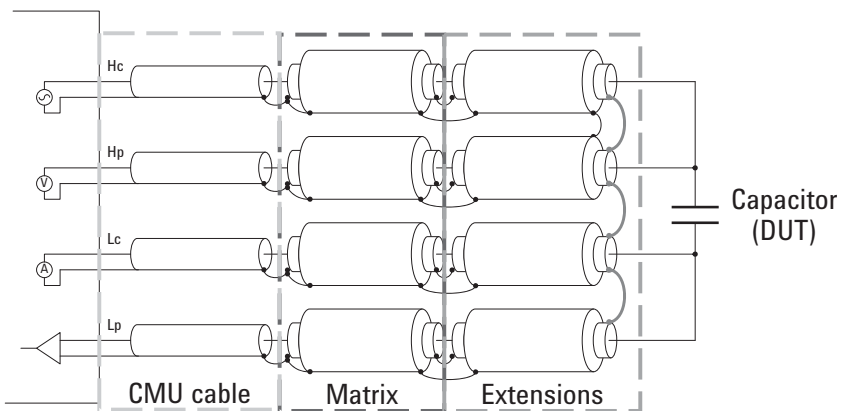 Hc
Hp
V
Lc
A
Lp
Capacitor
(DUT)
CMU cable
Matrix
Extensions